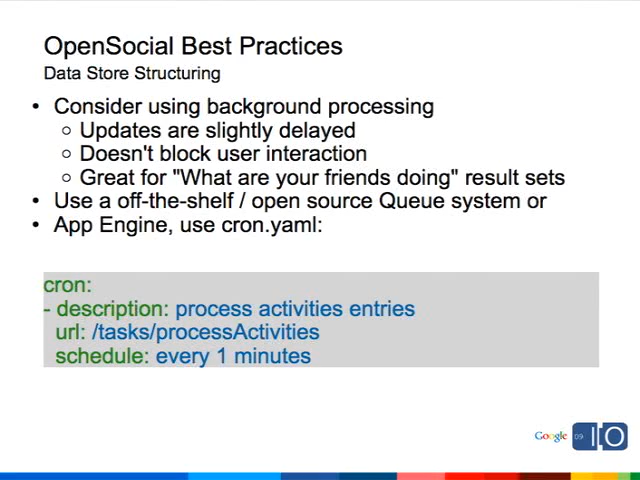 OpenSocial Best Practices
Data Store Structuring
• Consider using background processing
○ Updates are slightly delayed
○ Doesn't block user interaction
○ Great for "What are your friends doing" result sets
• Use a off-the-shelf / open source Queue system or
• App Engine, use cron.yaml:
cron:
- description: process activities entries
url: /tasks/processActivities
schedule: every 1 minutes
Google 09 I/O